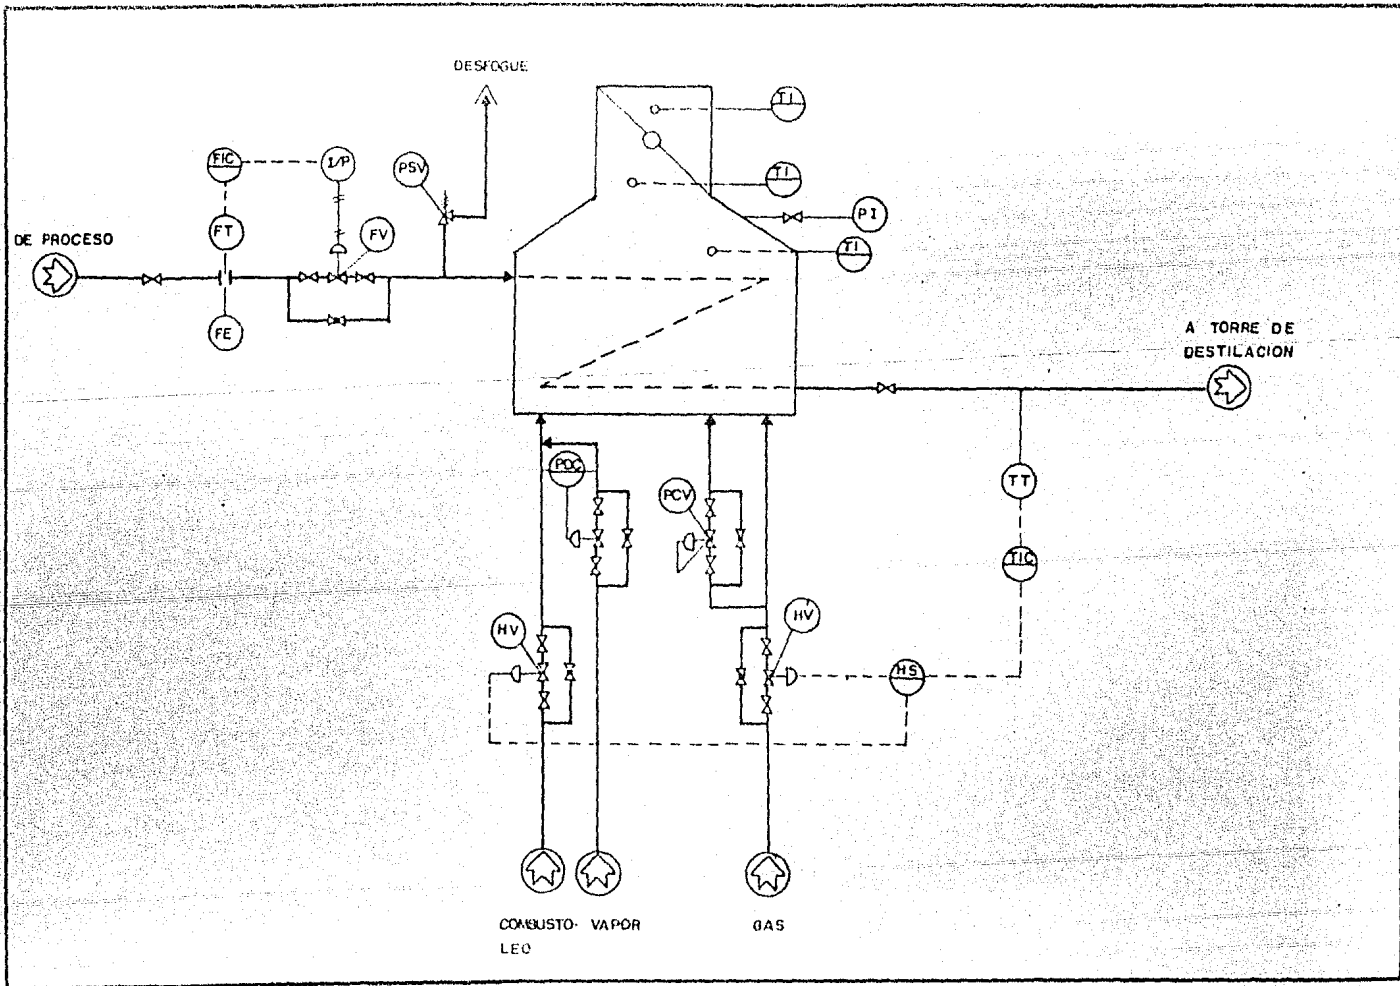 DESFOGUE
TI
FIC
I/P
PSV
TI
PI
DE PROCESO
FT
FV
TI
FE
A TORRE DE
DESTILACION
PDC
PCV
TT
TIC
HV
HV
HS
COMBUSTO- VAPOR
LEO
GAS